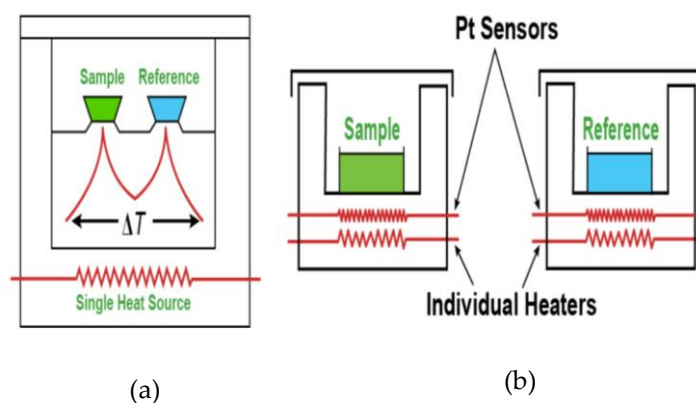 Sample Reference
ΔT
Single Heat Source
(a)
Pt Sensors
Sample
Reference
Individual Heaters
(b)